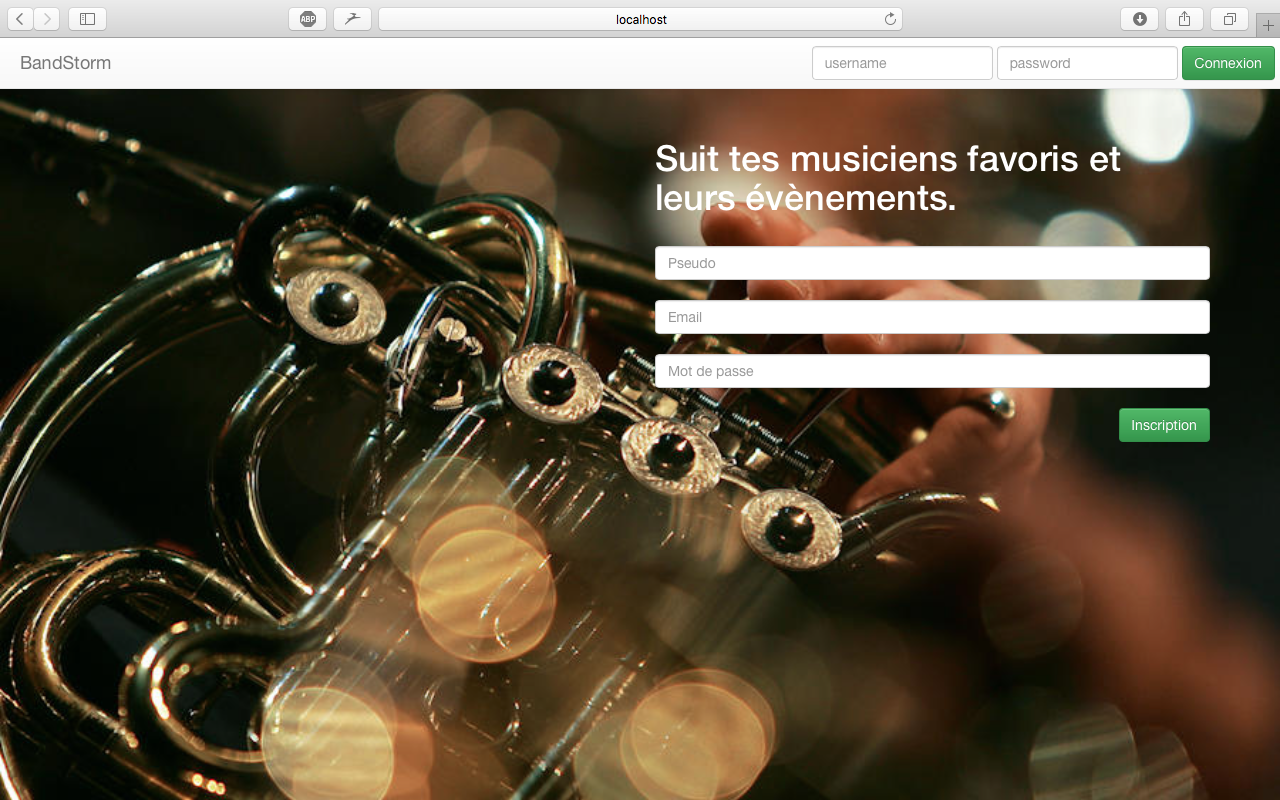 ABP
localhost
BandStorm
username
password
Connexion
Suit tes musiciens favoris et
leurs évènements.
Pseudo
Email
Mot de passe
Inscription